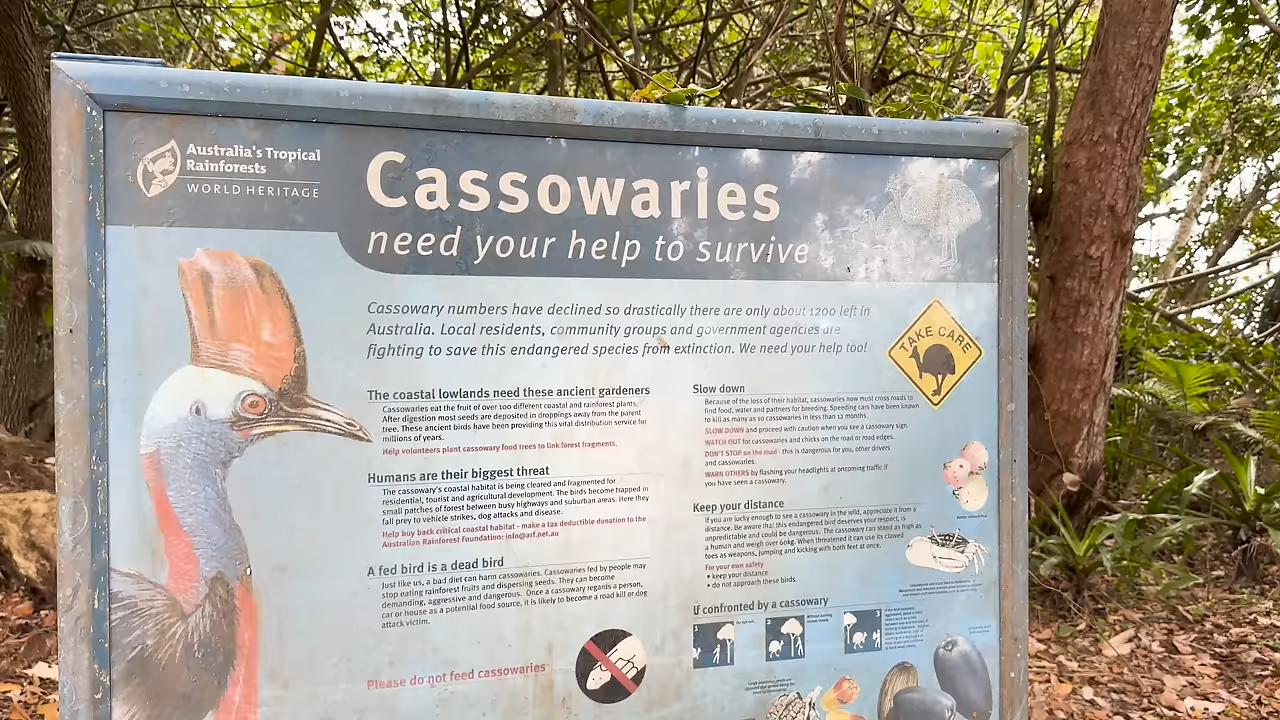 Australia's Tropical
Rainforests
WORLD HERITAGE
Cassowaries
need your help to survive
Cassowary numbers have declined so drastically there are only about 1200 left in
Australia. Local residents, community groups and government agencies are
fighting to save this endangered species from extinction. We need your help too!
TAKE CARE
The coastal lowlands need these ancient gardeners
Cassowaries eat the fruit of over 100 different coastal and rainforest plants.
After digestion most seeds are deposited in droppings away from the parent
tree. These ancient birds have been providing this vital distribution service for
millions of years.
Help volunteers plant cassowary food trees to link forest fragments.
Humans are their biggest threat
The cassowary's coastal habitat is being cleared and fragmented for
residential, tourist and agricultural development. The birds become trapped in
small patches of forest between busy highways and suburban areas. Here they
fall prey to vehicle strikes, dog attacks and disease.
Help buy back critical coastal habitat - make a tax deductible donation to the
Australian Rainforest Foundation: info@arf.net.au
A fed bird is a dead bird
Just like us, a bad diet can harm cassowaries. Cassowaries fed by people may
stop eating rainforest fruits and dispersing seeds. They can become
demanding, aggressive and dangerous. Once a cassowary regards a person,
car or house as a potential food source, it is likely to become a road kill or dog
attack victim.
Please do not feed cassowaries
Slow down
Because of the loss of their habitat, cassowaries now must cross roads to
find food, water and partners for breeding. Speeding cars have been known
to kill as many as 10 cassowaries in less than 12 months.
SLOW DOWN and proceed with caution when you see a cassowary sign.
WATCH OUT for cassowaries and chicks on the road or road edges.
DON'T STOP on the road - this is dangerous for you, other drivers
and cassowaries.
WARN OTHERS by flashing your headlights at oncoming traffic if
you have seen a cassowary.
Keep your distance
If you are lucky enough to see a cassowary in the wild, appreciate it from a
distance. Be aware that this endangered bird deserves your respect, is
unpredictable and could be dangerous. The cassowary can stand as high as
a human and weigh over 60kg. When threatened it can use its clawed
toes as weapons, jumping and kicking with both feet at once.
For your own safety
• keep your distance
• do not approach these birds.
If confronted by a cassowary
1
Do not run.
2
3